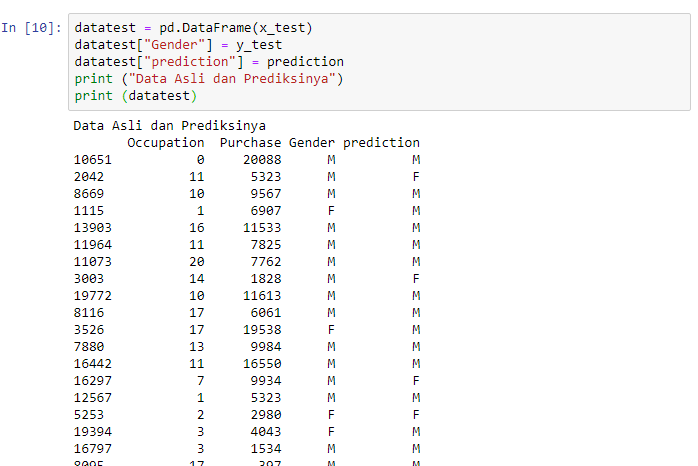 In [10]: datatest = pd.DataFrame(x_test)
datatest["Gender"] = y_test
datatest["prediction"] = prediction
print ("Data Asli dan Prediksinya")
print (datatest)
Data Asli dan Prediksinya
Occupation Purchase Gender prediction
10651 0 20088 M M
2042 11 5323 M F
8669 10 9567 M M
1115 1 6907 F M
13903 16 11533 M M
11964 11 7825 M M
11073 20 7762 M M
3003 14 1828 M F
19772 10 11613 M M
8116 17 6061 M M
3526 17 19538 F M
7880 13 9984 M M
16442 11 16550 M M
16297 7 9934 M F
12567 1 5323 M M
5253 2 2980 F F
19394 3 4043 F M
16797 3 1534 M M
8095 17 397 M M